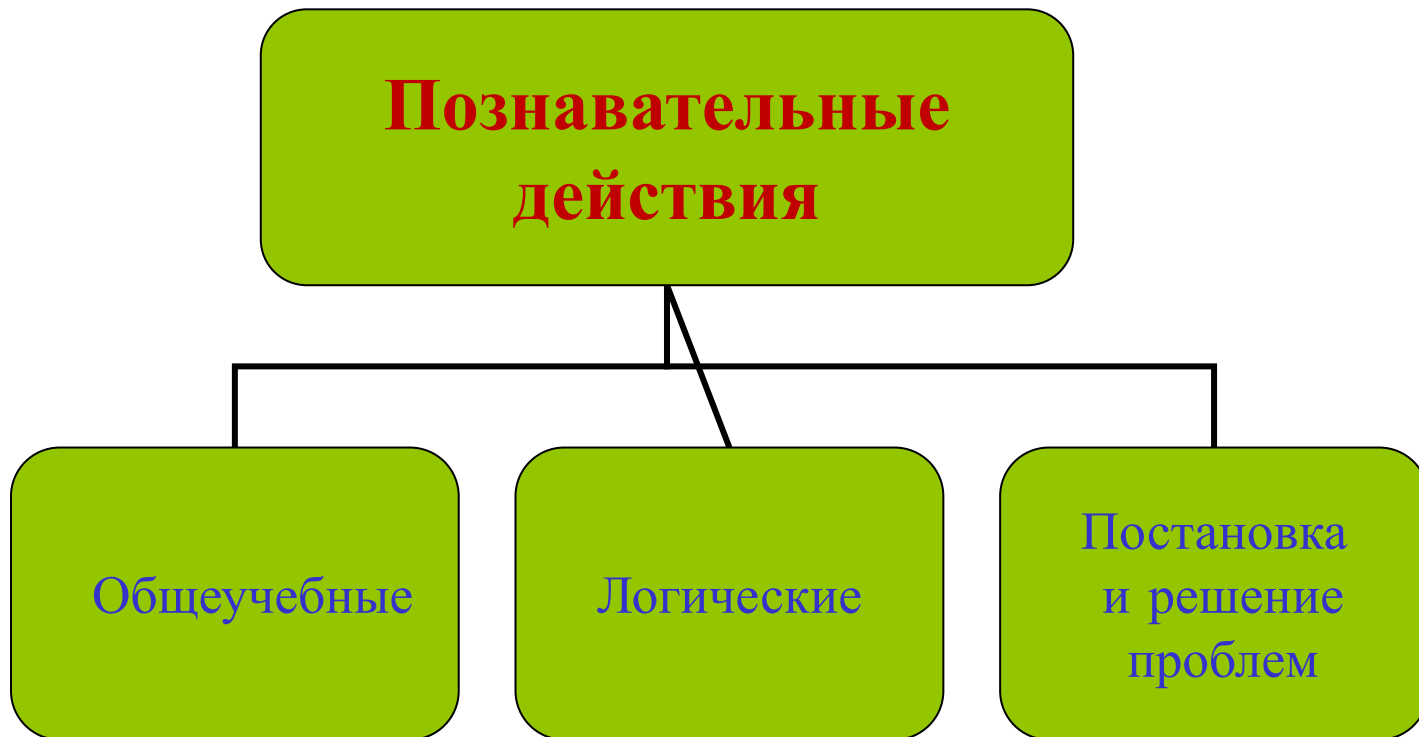 Познавательные
действия
Общеучебные
Логические
Постановка
и решение
проблем